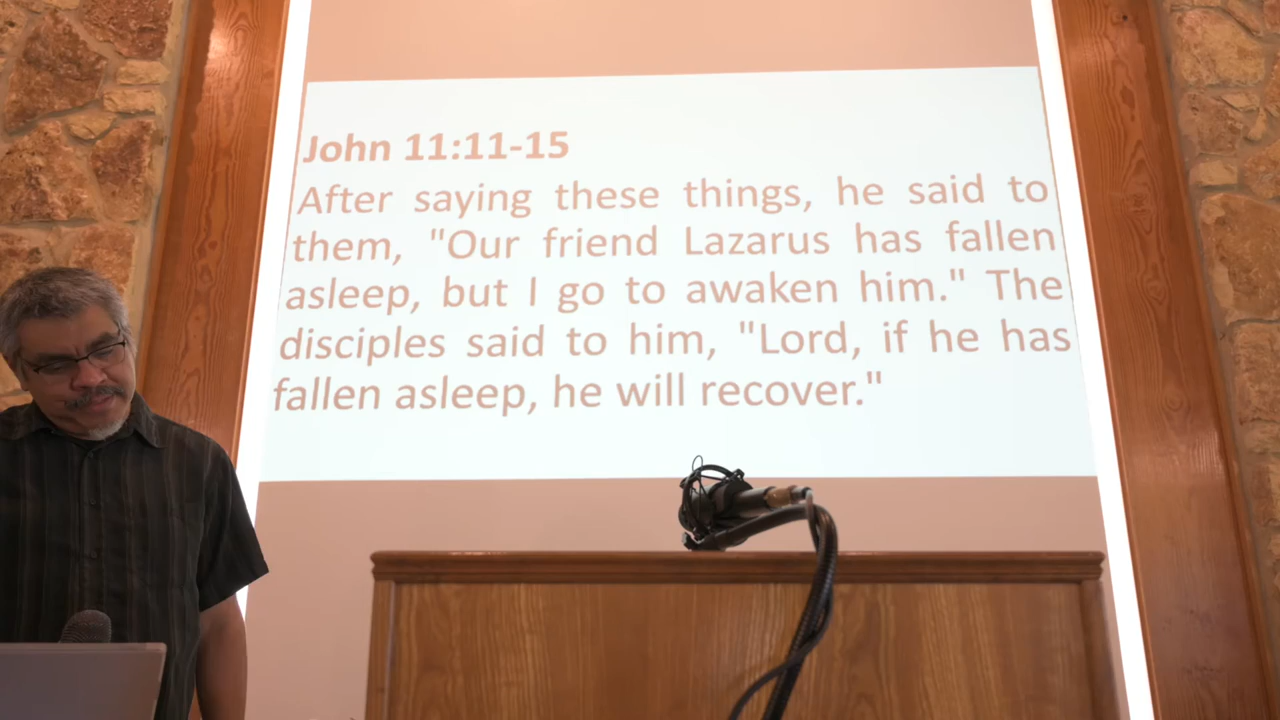 John 11:11-15
After saying these things, he said to
them, "Our friend Lazarus has fallen
asleep, but I go to awaken him." The
disciples said to him, "Lord, if he has
fallen asleep, he will recover."